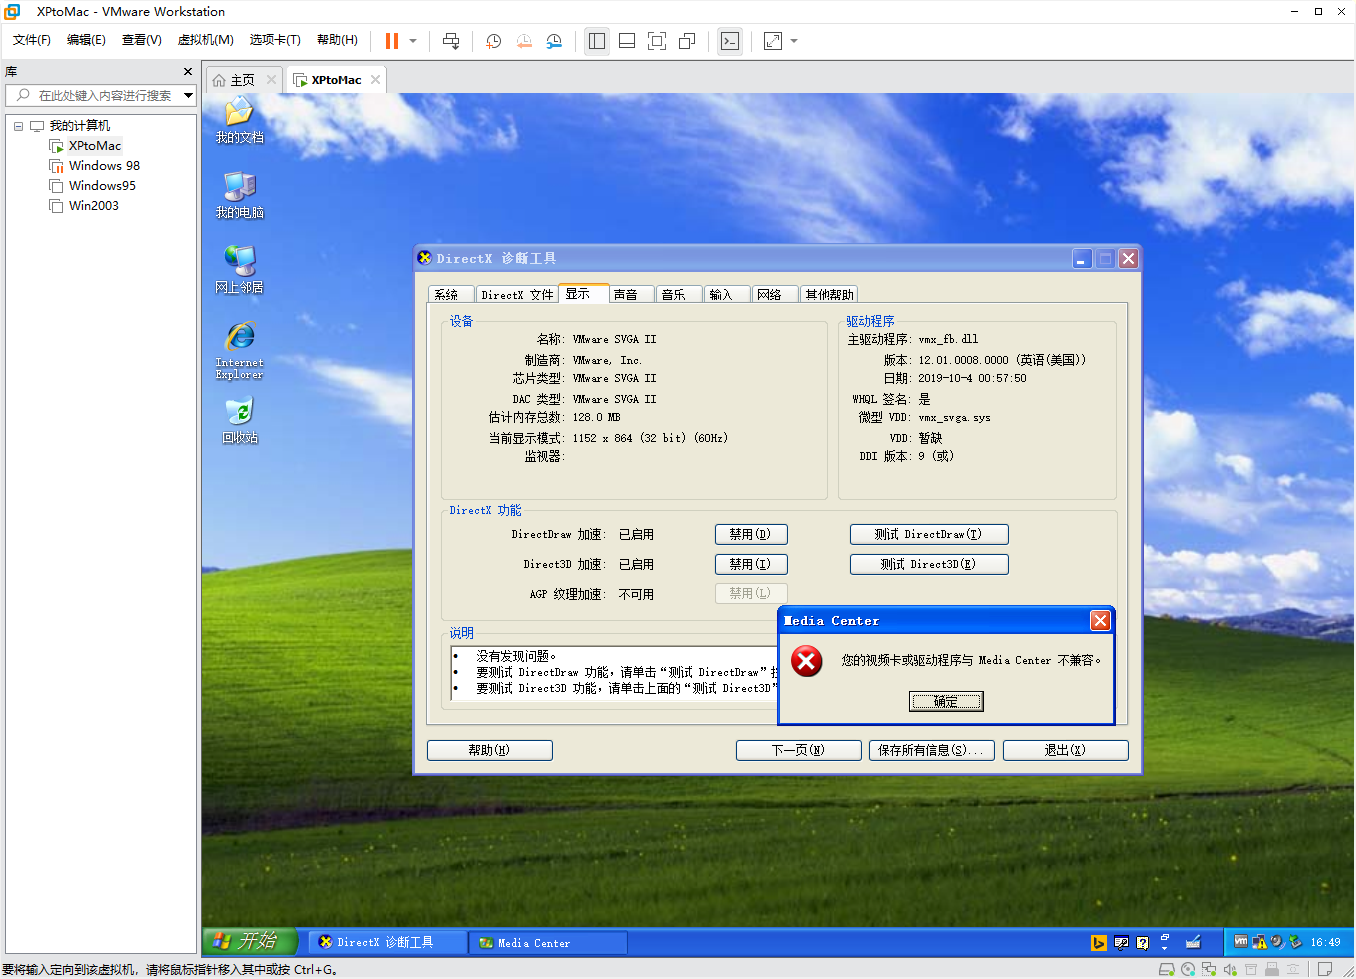 XPtoMac - VMware Workstation
文件(F) 编辑(E) 查看(V) 虚拟机(M) 选项卡(T) 帮助(H)
库
在此处键入内容进行搜索
我的计算机
XPtoMac
Windows 98
Windows95
Win2003
主页
XPtoMac
我的文档
我的电脑
网上邻居
Internet
Explorer
回收站
DirectX 诊断工具
系统 DirectX 文件 显示 声音 音乐 输入 网络 其他帮助
设备
名称: VMware SVGA II
制造商: VMware, Inc.
芯片类型: VMware SVGA II
DAC 类型: VMware SVGA II
估计内存总数: 128.0 MB
当前显示模式: 1152 x 864 (32 bit) (60Hz)
监视器:
驱动程序
主驱动程序: vmx_fb.dll
版本: 12.01.0008.0000 (英语(美国))
日期: 2019-10-4 00:57:50
WHQL 签名: 是
微型 VDD: vmx_svga.sys
VDD: 暂缺
DDI 版本: 9 (或)
DirectX 功能
DirectDraw 加速: 已启用 禁用(D) 测试 DirectDraw(T)
Direct3D 加速: 已启用 禁用(I) 测试 Direct3D(E)
AGP 纹理加速: 不可用 禁用(L)
说明
• 没有发现问题。
• 要测试 DirectDraw 功能，请单击“测试 DirectDraw”
• 要测试 Direct3D 功能，请单击上面的“测试 Direct3D”
Media Center
您的视频卡或驱动程序与 Media Center 不兼容。
确定
帮助(H) 下一页(N) 保存所有信息(S)... 退出(X)
开始 DirectX 诊断工具 Media Center 16:49
要将输入定向到该虚拟机，请将鼠标指针移入其中或按 Ctrl+G。